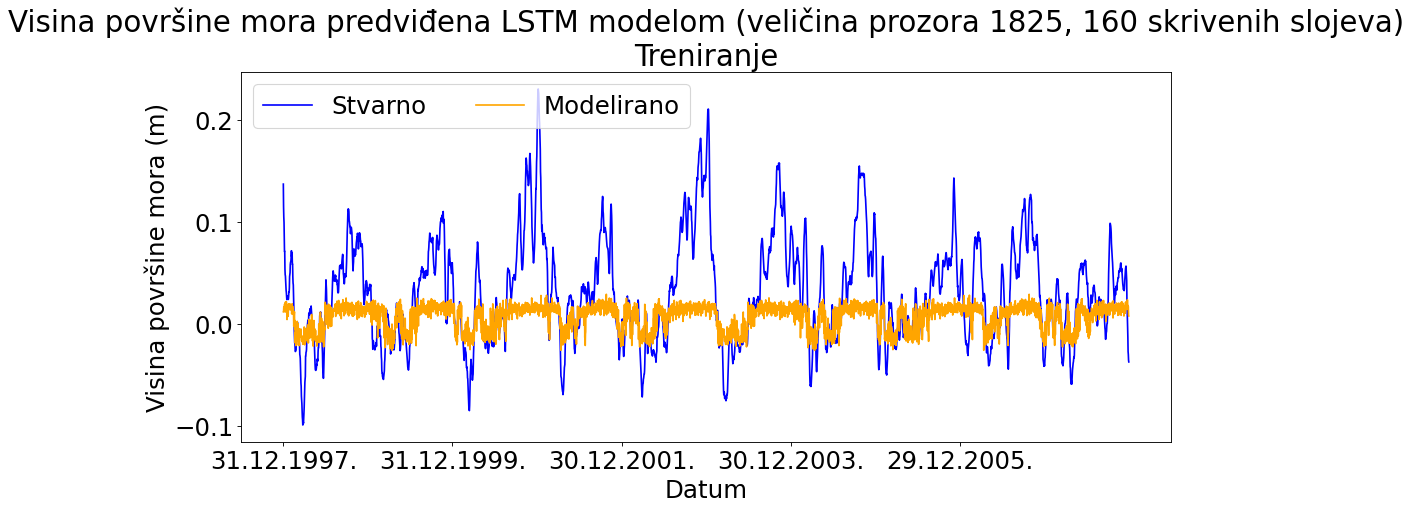 Visina površine mora predviđena LSTM modelom (veličina prozora 1825, 160 skrivenih slojeva)
Treniranje
Stvarno Modelirano
Visina površine mora (m)
0.2
0.1
0.0
−0.1
31.12.1997. 31.12.1999. 30.12.2001. 30.12.2003. 29.12.2005.
Datum